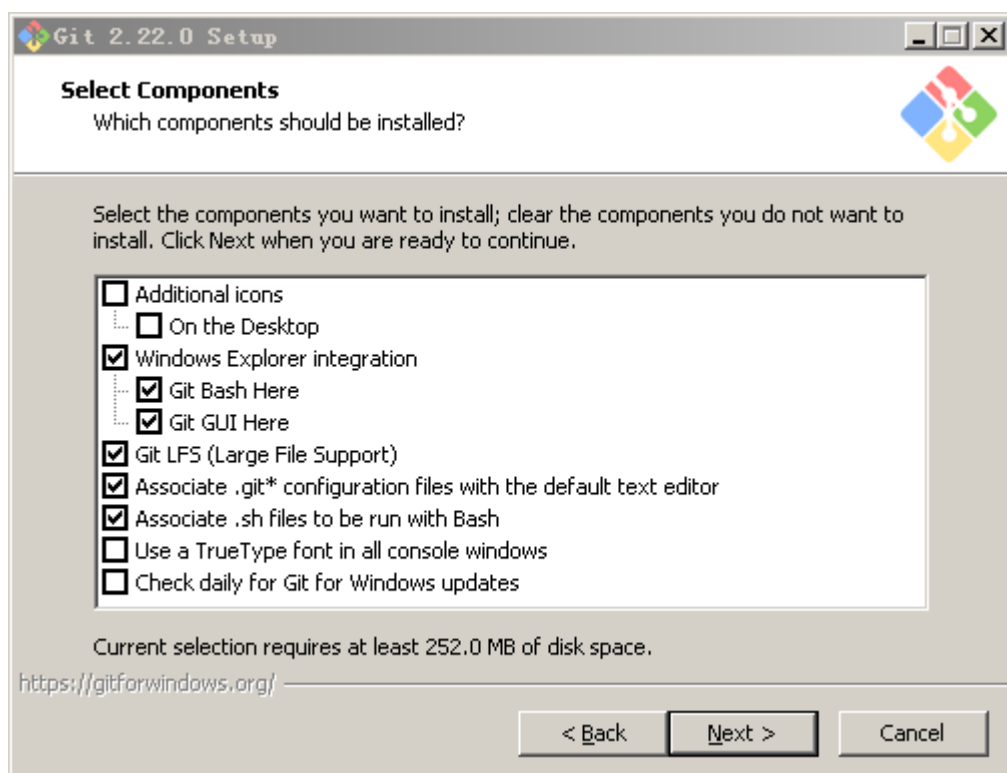 Git 2.22.0 Setup
Select Components
Which components should be installed?
Select the components you want to install; clear the components you do not want to
install. Click Next when you are ready to continue.
Additional icons
On the Desktop
Windows Explorer integration
Git Bash Here
Git GUI Here
Git LFS (Large File Support)
Associate .git* configuration files with the default text editor
Associate .sh files to be run with Bash
Use a TrueType font in all console windows
Check daily for Git for Windows updates
Current selection requires at least 252.0 MB of disk space.
https://gitforwindows.org/
< Back Next > Cancel